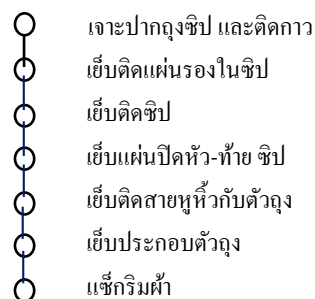 เจาะปากถุงซิป และติดกาว
เย็บติดแผ่นรองในซิป
เย็บติดซิป
เย็บแผ่นปิดหัว-ท้าย ซิป
เย็บติดสายหูหิ้วกับตัวถุง
เย็บประกอบตัวถุง
แซ็กริมผ้า